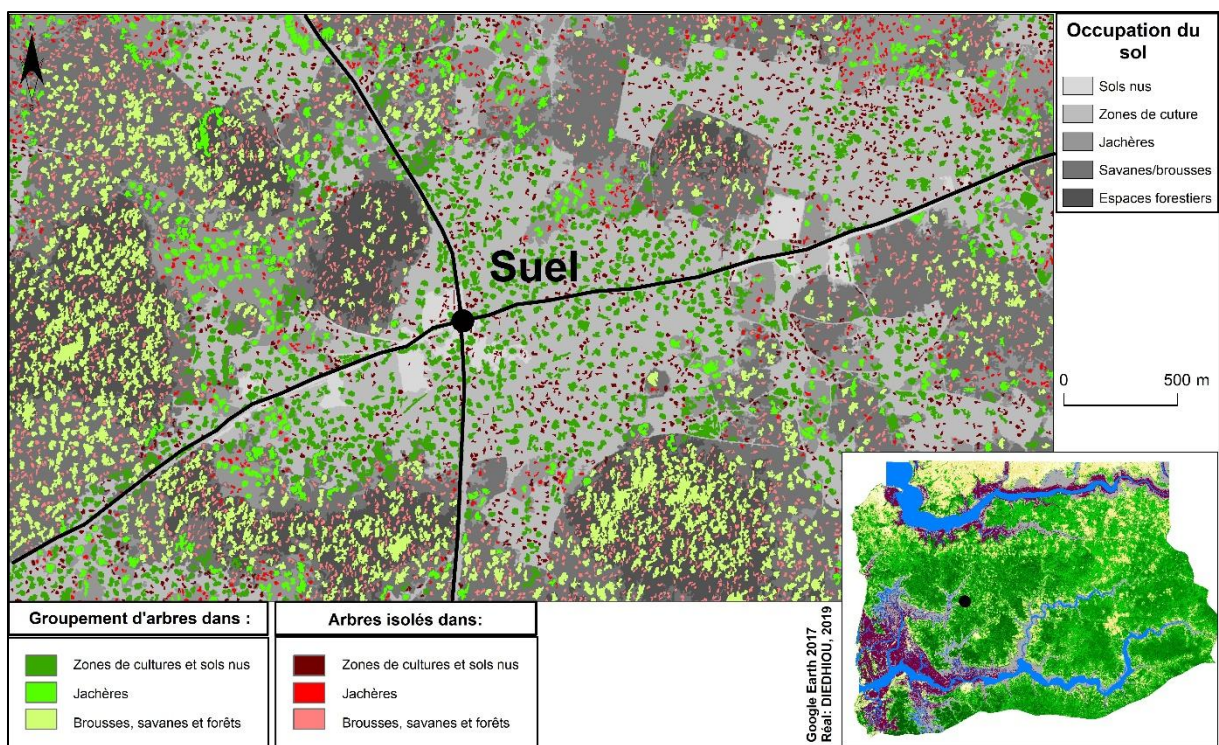 Occupation du
sol
Sols nus
Zones de cuture
Jachères
Savanes/brousses
Espaces forestiers
Suel
0 500 m
Groupement d'arbres dans :
Zones de cultures et sols nus
Jachères
Brousses, savanes et forêts
Arbres isolés dans:
Zones de cultures et sols nus
Jachères
Brousses, savanes et forêts
Google Earth 2017
Réal: DIEDHIOU, 2019